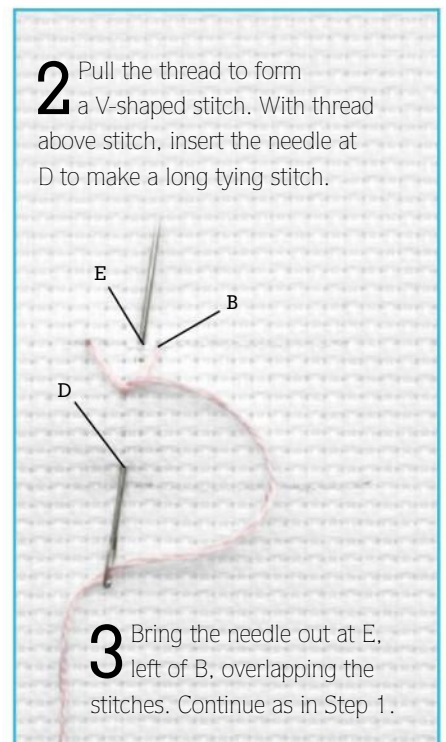 2 Pull the thread to form
a V-shaped stitch. With thread
above stitch, insert the needle at
D to make a long tying stitch.
E
B
D
3 Bring the needle out at E,
left of B, overlapping the
stitches. Continue as in Step 1.